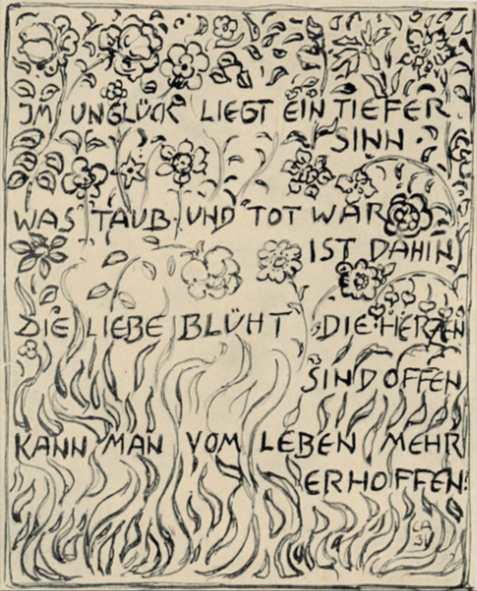 IM UNGLÜCK LIEGT EIN TIEFER
SINN.
WAS TAUB UND TOT WAR
IST DAHIN
DIE LIEBE BLÜHT DIE HERZEN
SIND OFFEN
KANN MAN VOM LEBEN MEHR
ERHOFFEN!